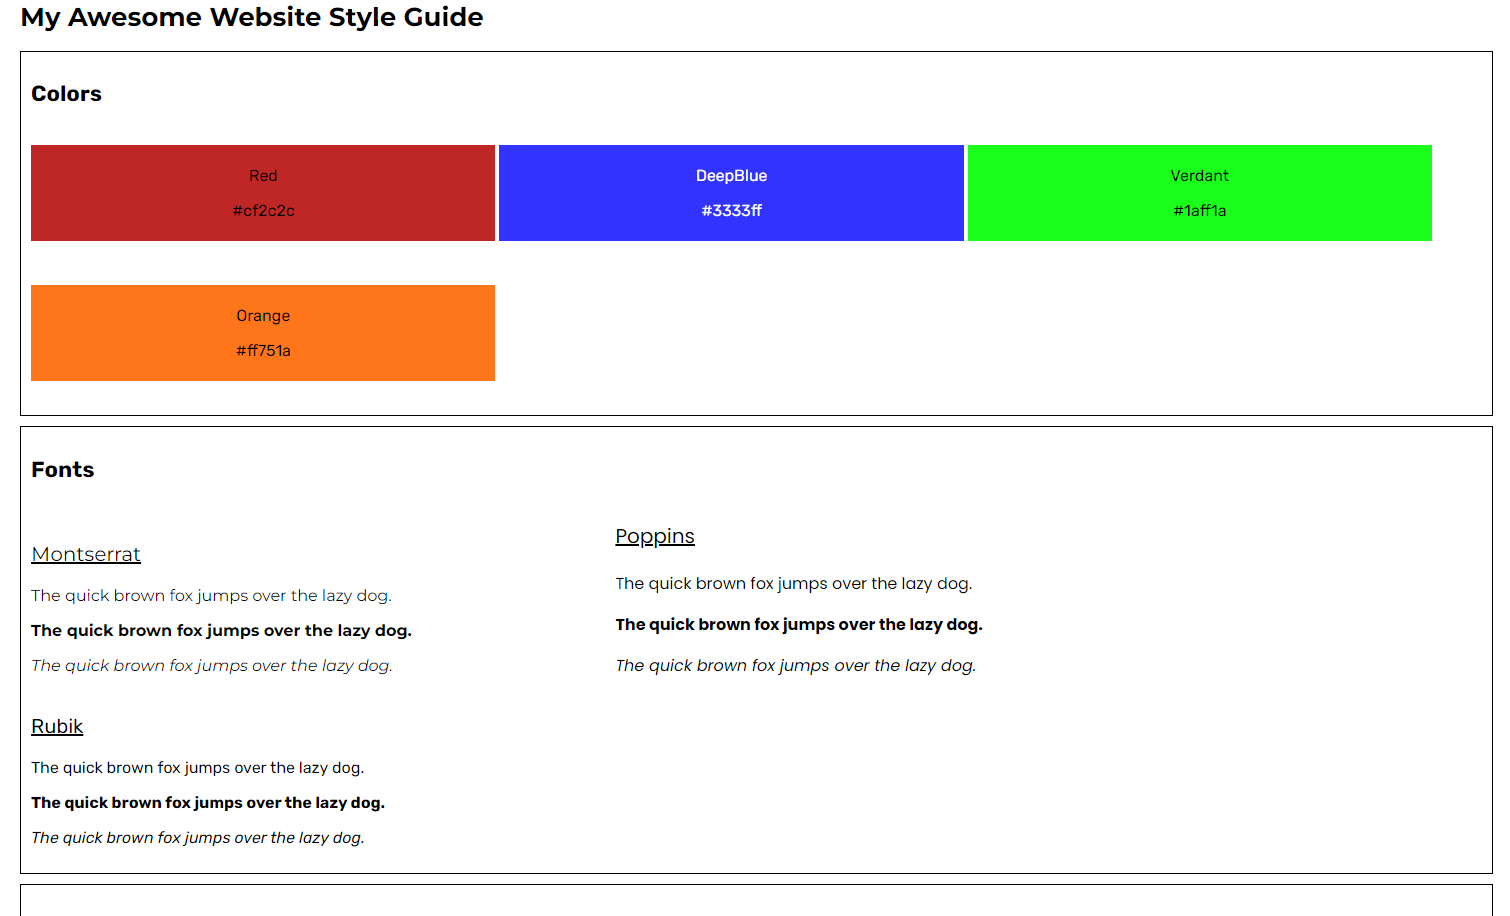 My Awesome Website Style Guide
Colors
Red
#cf2c2c
DeepBlue
#3333ff
Verdant
#1aff1a
Orange
#ff751a
Fonts
Montserrat
The quick brown fox jumps over the lazy dog.
The quick brown fox jumps over the lazy dog.
The quick brown fox jumps over the lazy dog.
Poppins
The quick brown fox jumps over the lazy dog.
The quick brown fox jumps over the lazy dog.
The quick brown fox jumps over the lazy dog.
Rubik
The quick brown fox jumps over the lazy dog.
The quick brown fox jumps over the lazy dog.
The quick brown fox jumps over the lazy dog.